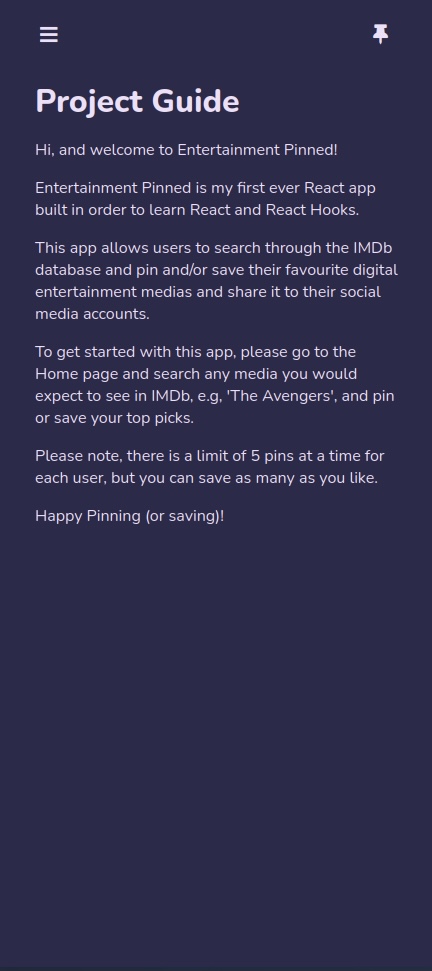 Project Guide
Hi, and welcome to Entertainment Pinned!
Entertainment Pinned is my first ever React app
built in order to learn React and React Hooks.
This app allows users to search through the IMDb
database and pin and/or save their favourite digital
entertainment medias and share it to their social
media accounts.
To get started with this app, please go to the
Home page and search any media you would
expect to see in IMDb, e.g, 'The Avengers', and pin
or save your top picks.
Please note, there is a limit of 5 pins at a time for
each user, but you can save as many as you like.
Happy Pinning (or saving)!